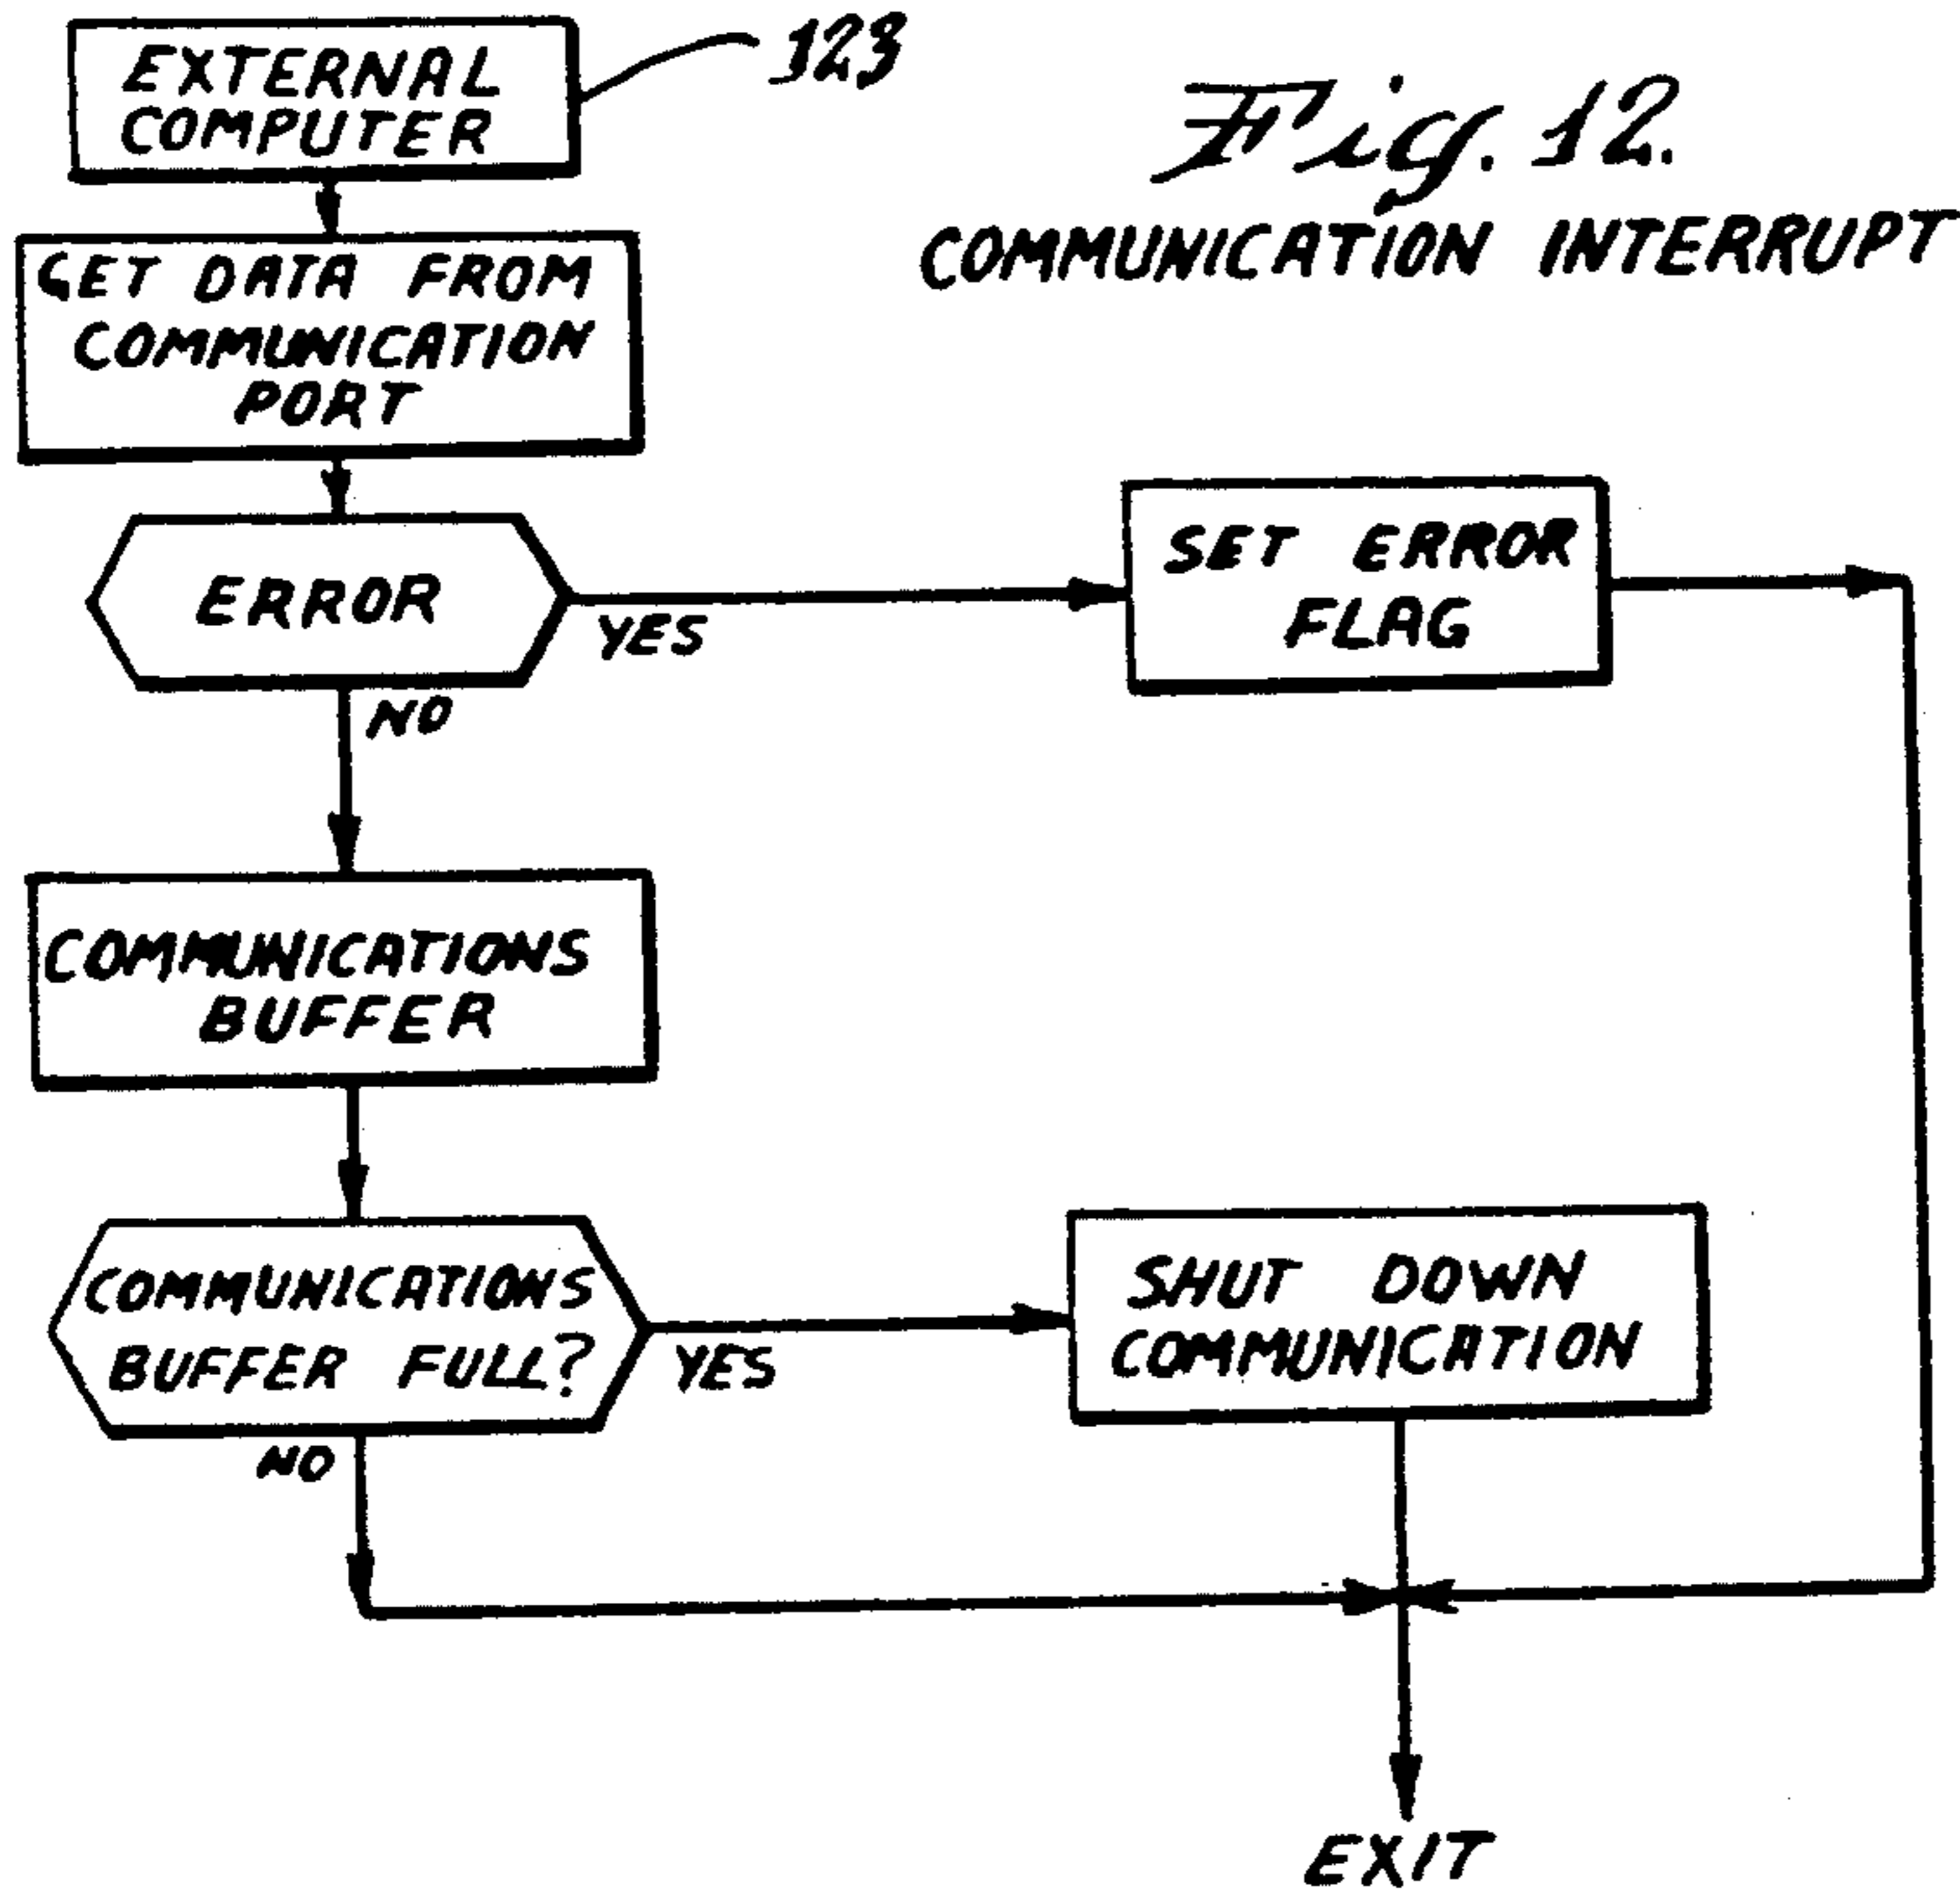 EXTERNAL
COMPUTER
123
Fig. 12.
COMMUNICATION INTERRUPT
GET DATA FROM
COMMUNICATION
PORT
ERROR
YES
SET ERROR
FLAG
NO
COMMUNICATIONS
BUFFER
COMMUNICATIONS
BUFFER FULL?
YES
SHUT DOWN
COMMUNICATION
NO
EXIT